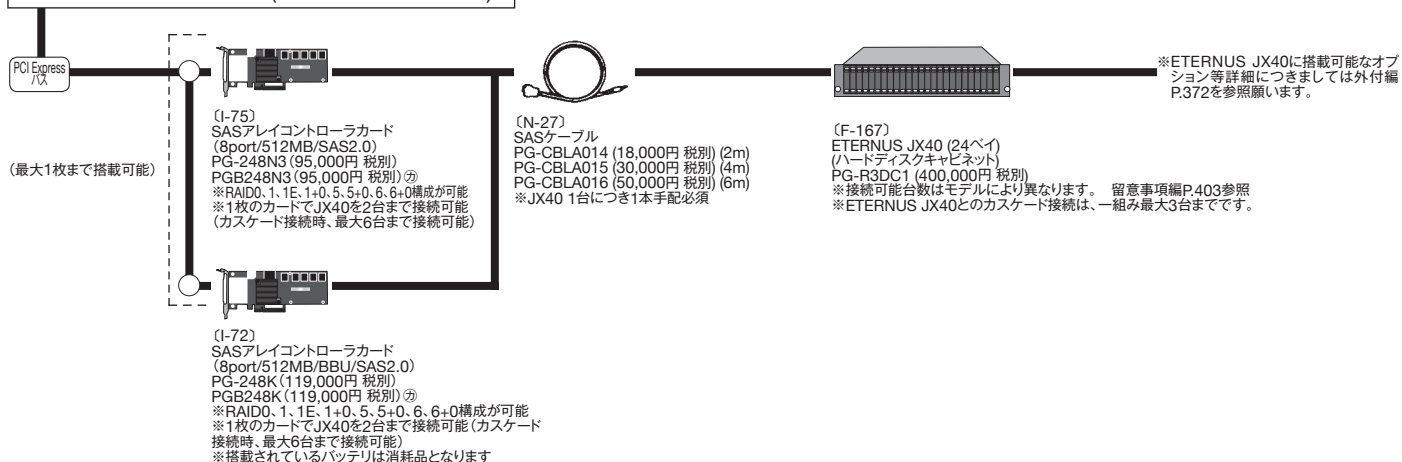 PCI Express
バス
(最大1枚まで搭載可能)
〔I-75〕
SASアレイコントローラカード
(8port/512MB/SAS2.0)
PG-248N3(95,000円 税別)
PGB248N3(95,000円 税別)㋕
※RAID0、1、1E、1+0、5、5+0、6、6+0構成が可能
※1枚のカードでJX40を2台まで接続可能
(カスケード接続時、最大6台まで接続可能)
〔I-72〕
SASアレイコントローラカード
(8port/512MB/BBU/SAS2.0)
PG-248K(119,000円 税別)
PGB248K(119,000円 税別)㋕
※RAID0、1、1E、1+0、5、5+0、6、6+0構成が可能
※1枚のカードでJX40を2台まで接続可能(カスケード
接続時、最大6台まで接続可能)
※搭載されているバッテリは消耗品となります
〔N-27〕
SASケーブル
PG-CBLA014 (18,000円 税別) (2m)
PG-CBLA015 (30,000円 税別) (4m)
PG-CBLA016 (50,000円 税別) (6m)
※JX40 1台につき1本手配必須
〔F-167〕
ETERNUS JX40 (24ベイ)
(ハードディスクキャビネット)
PG-R3DC1 (400,000円 税別)
※接続可能台数はモデルにより異なります。 留意事項編P.403参照
※ETERNUS JX40とのカスケード接続は、一組み最大3台までです。
※ETERNUS JX40に搭載可能なオプ
ション等詳細につきましては外付編
P.372を参照願います。